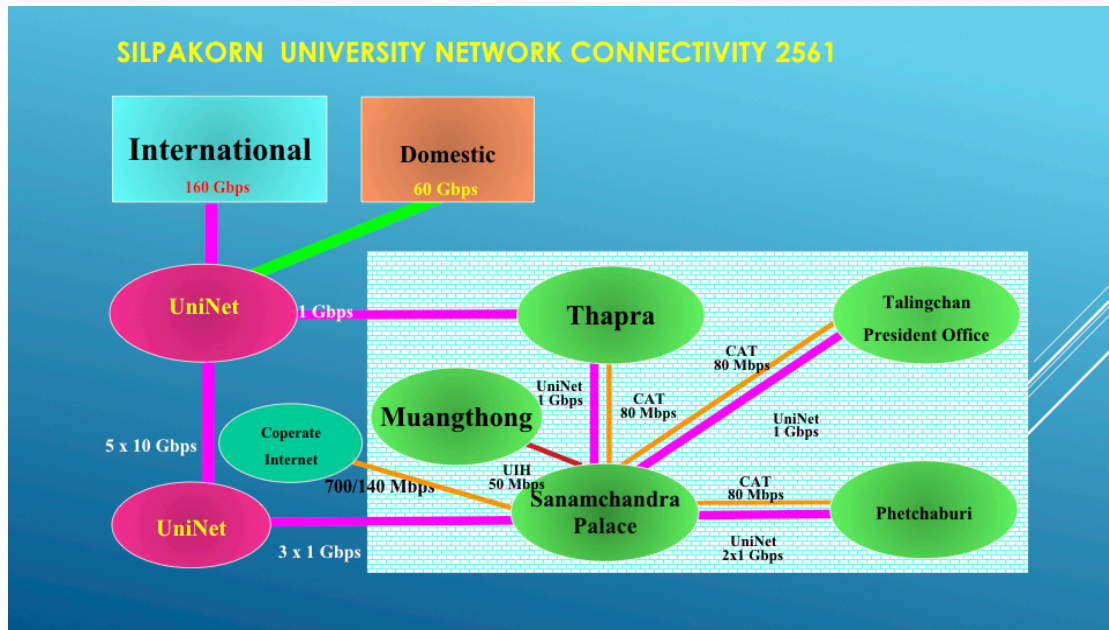 SILPAKORN UNIVERSITY NETWORK CONNECTIVITY 2561
International
160 Gbps
Domestic
60 Gbps
UniNet
1 Gbps
Thapra
Talingchan
President Office
CAT
80 Mbps
UniNet
1 Gbps
CAT
80 Mbps
Muangthong
UniNet
1 Gbps
Coperate
Internet
5 x 10 Gbps
700/140 Mbps
UIH
50 Mbps
Sanamchandra
Palace
CAT
80 Mbps
Phetchaburi
UniNet
3 x 1 Gbps
UniNet
2x1 Gbps